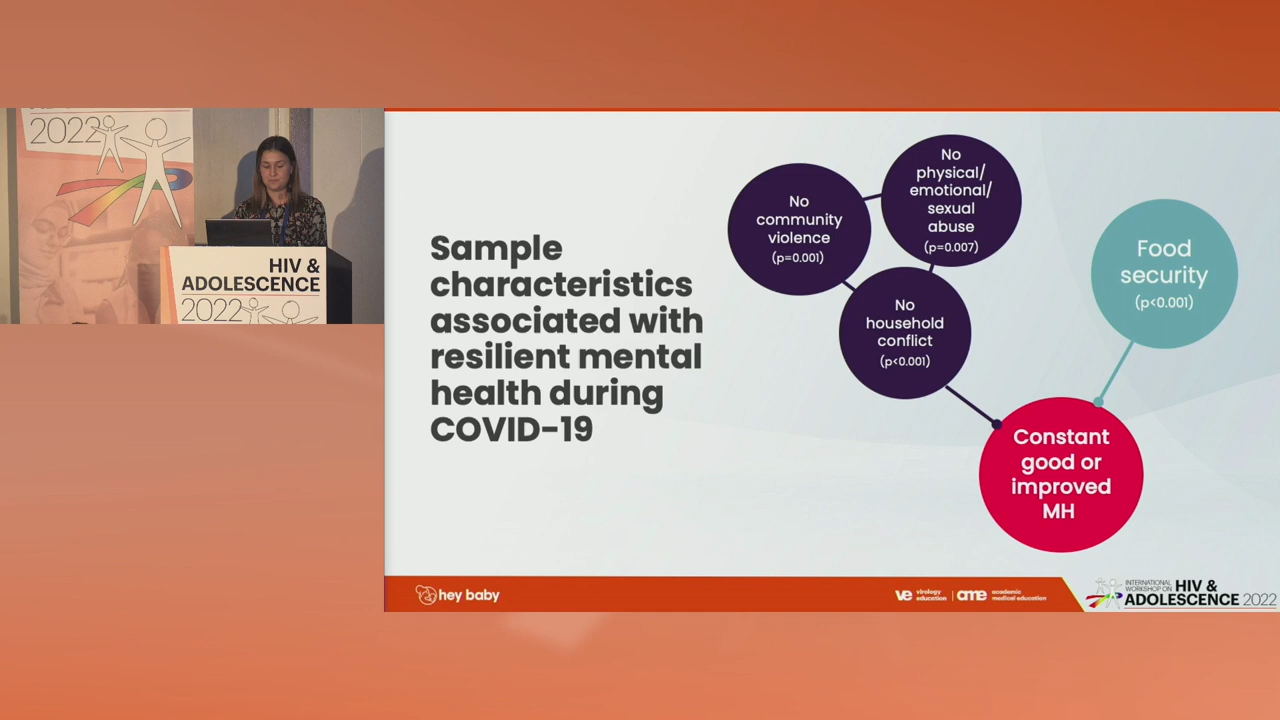 2022
HIV &
ADOLESCENCE
2022
Sample
characteristics
associated with
resilient mental
health during
COVID-19
No
community
violence
(p=0.001)
No
physical/
emotional/
sexual
abuse
(p=0.007)
No
household
conflict
(p<0.001)
Food
security
(p<0.001)
Constant
good or
improved
MH
hey baby
ve virology
education
ame academic
medical education
INTERNATIONAL
WORKSHOP ON
HIV &
ADOLESCENCE 2022